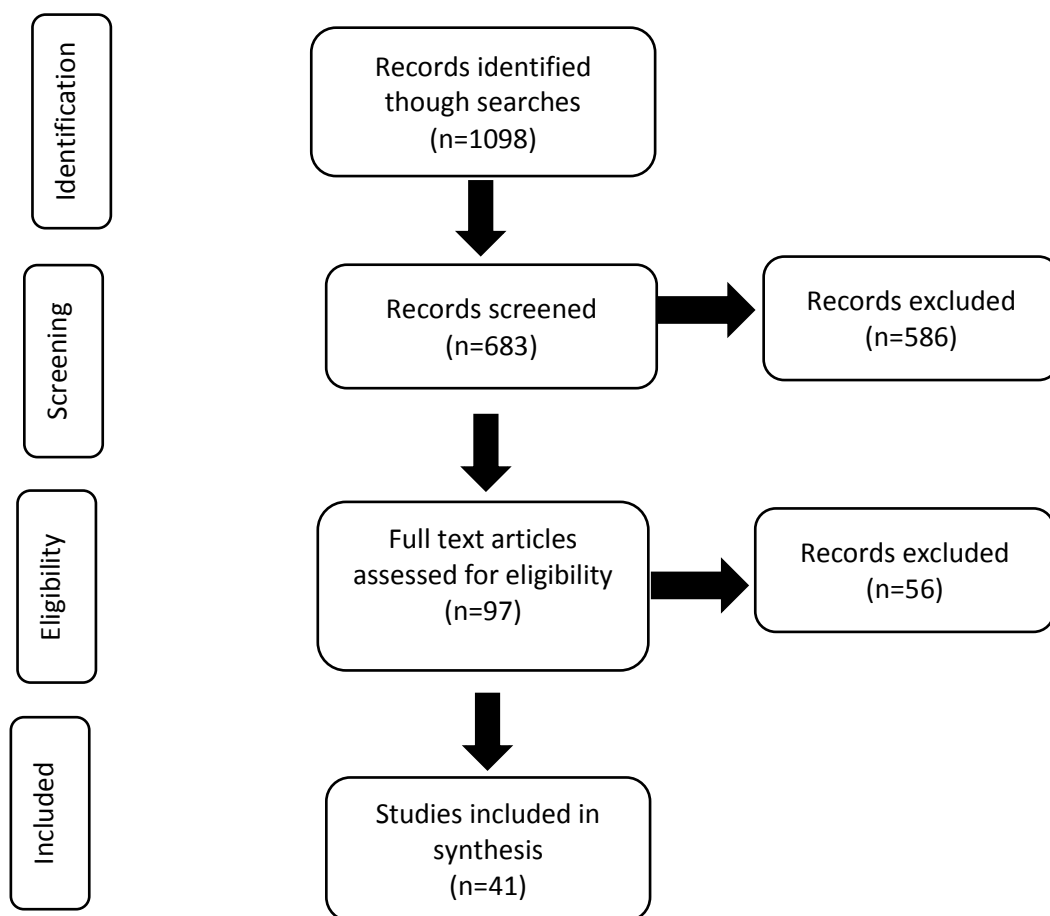 Identification
Records identified
though searches
(n=1098)
Screening
Records screened
(n=683)
Records excluded
(n=586)
Eligibility
Full text articles
assessed for eligibility
(n=97)
Records excluded
(n=56)
Included
Studies included in
synthesis
(n=41)